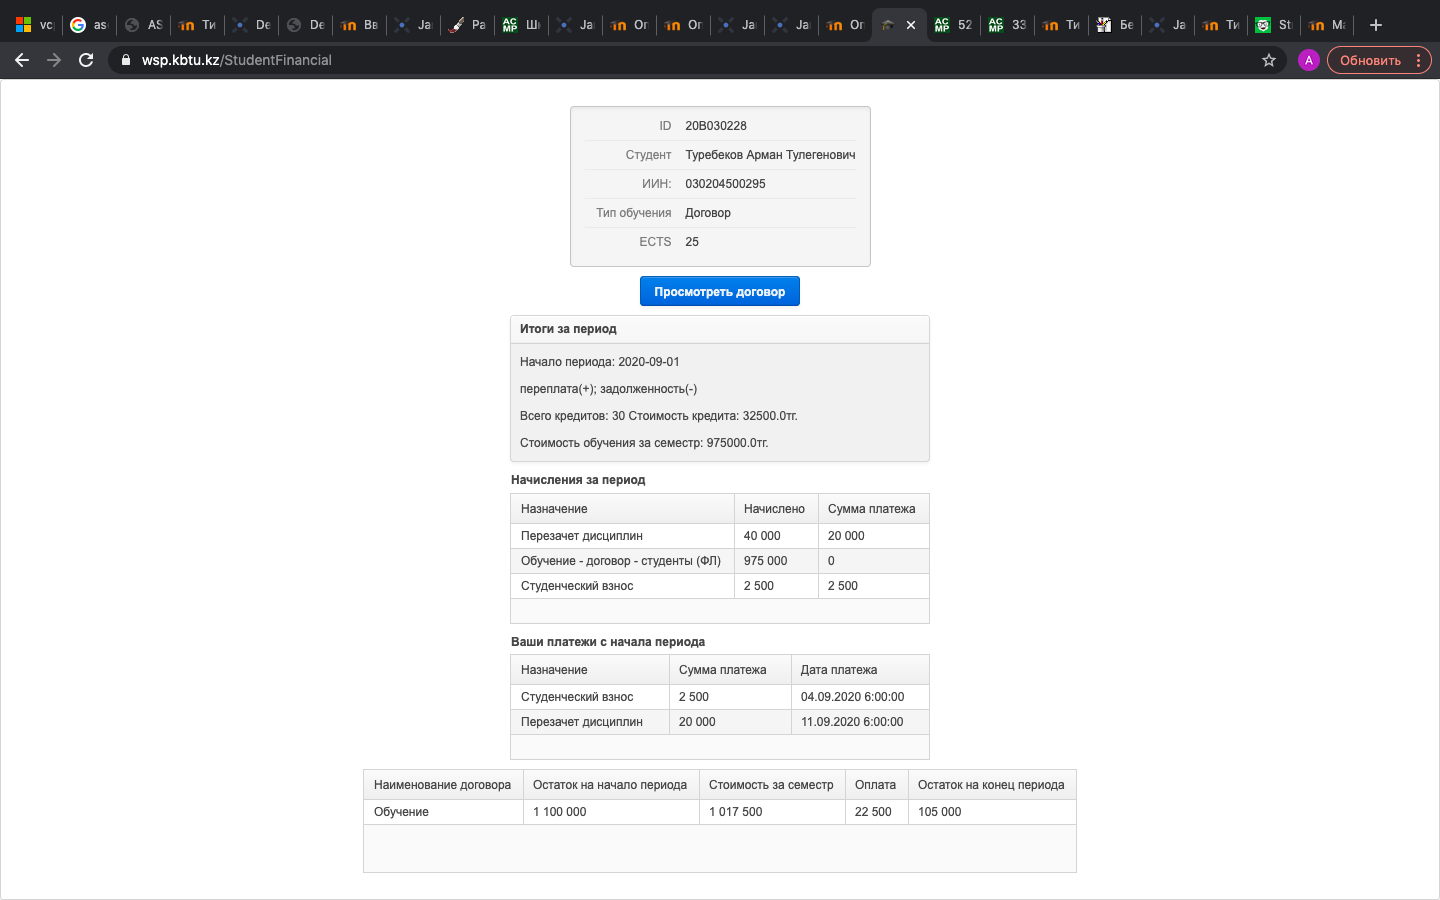 vc
as
AS
Ти
De
De
Вв
Ja
Pa
Шк
Ja
Оп
Оп
Ja
Ja
Оп
52
33
Ти
Бе
Ja
Ти
St
Ма
wsp.kbtu.kz/StudentFinancial
A
Обновить
ID 20B030228
Студент Туребеков Арман Тулегенович
ИИН: 030204500295
Тип обучения Договор
ECTS 25
Просмотреть договор
Итоги за период
Начало периода: 2020-09-01
переплата(+); задолженность(-)
Всего кредитов: 30 Стоимость кредита: 32500.0тг.
Стоимость обучения за семестр: 975000.0тг.
Начисления за период
Назначение Начислено Сумма платежа
Перезачет дисциплин 40 000 20 000
Обучение - договор - студенты (ФЛ) 975 000 0
Студенческий взнос 2 500 2 500
Ваши платежи с начала периода
Назначение Сумма платежа Дата платежа
Студенческий взнос 2 500 04.09.2020 6:00:00
Перезачет дисциплин 20 000 11.09.2020 6:00:00
Наименование договора Остаток на начало периода Стоимость за семестр Оплата Остаток на конец периода
Обучение 1 100 000 1 017 500 22 500 105 000